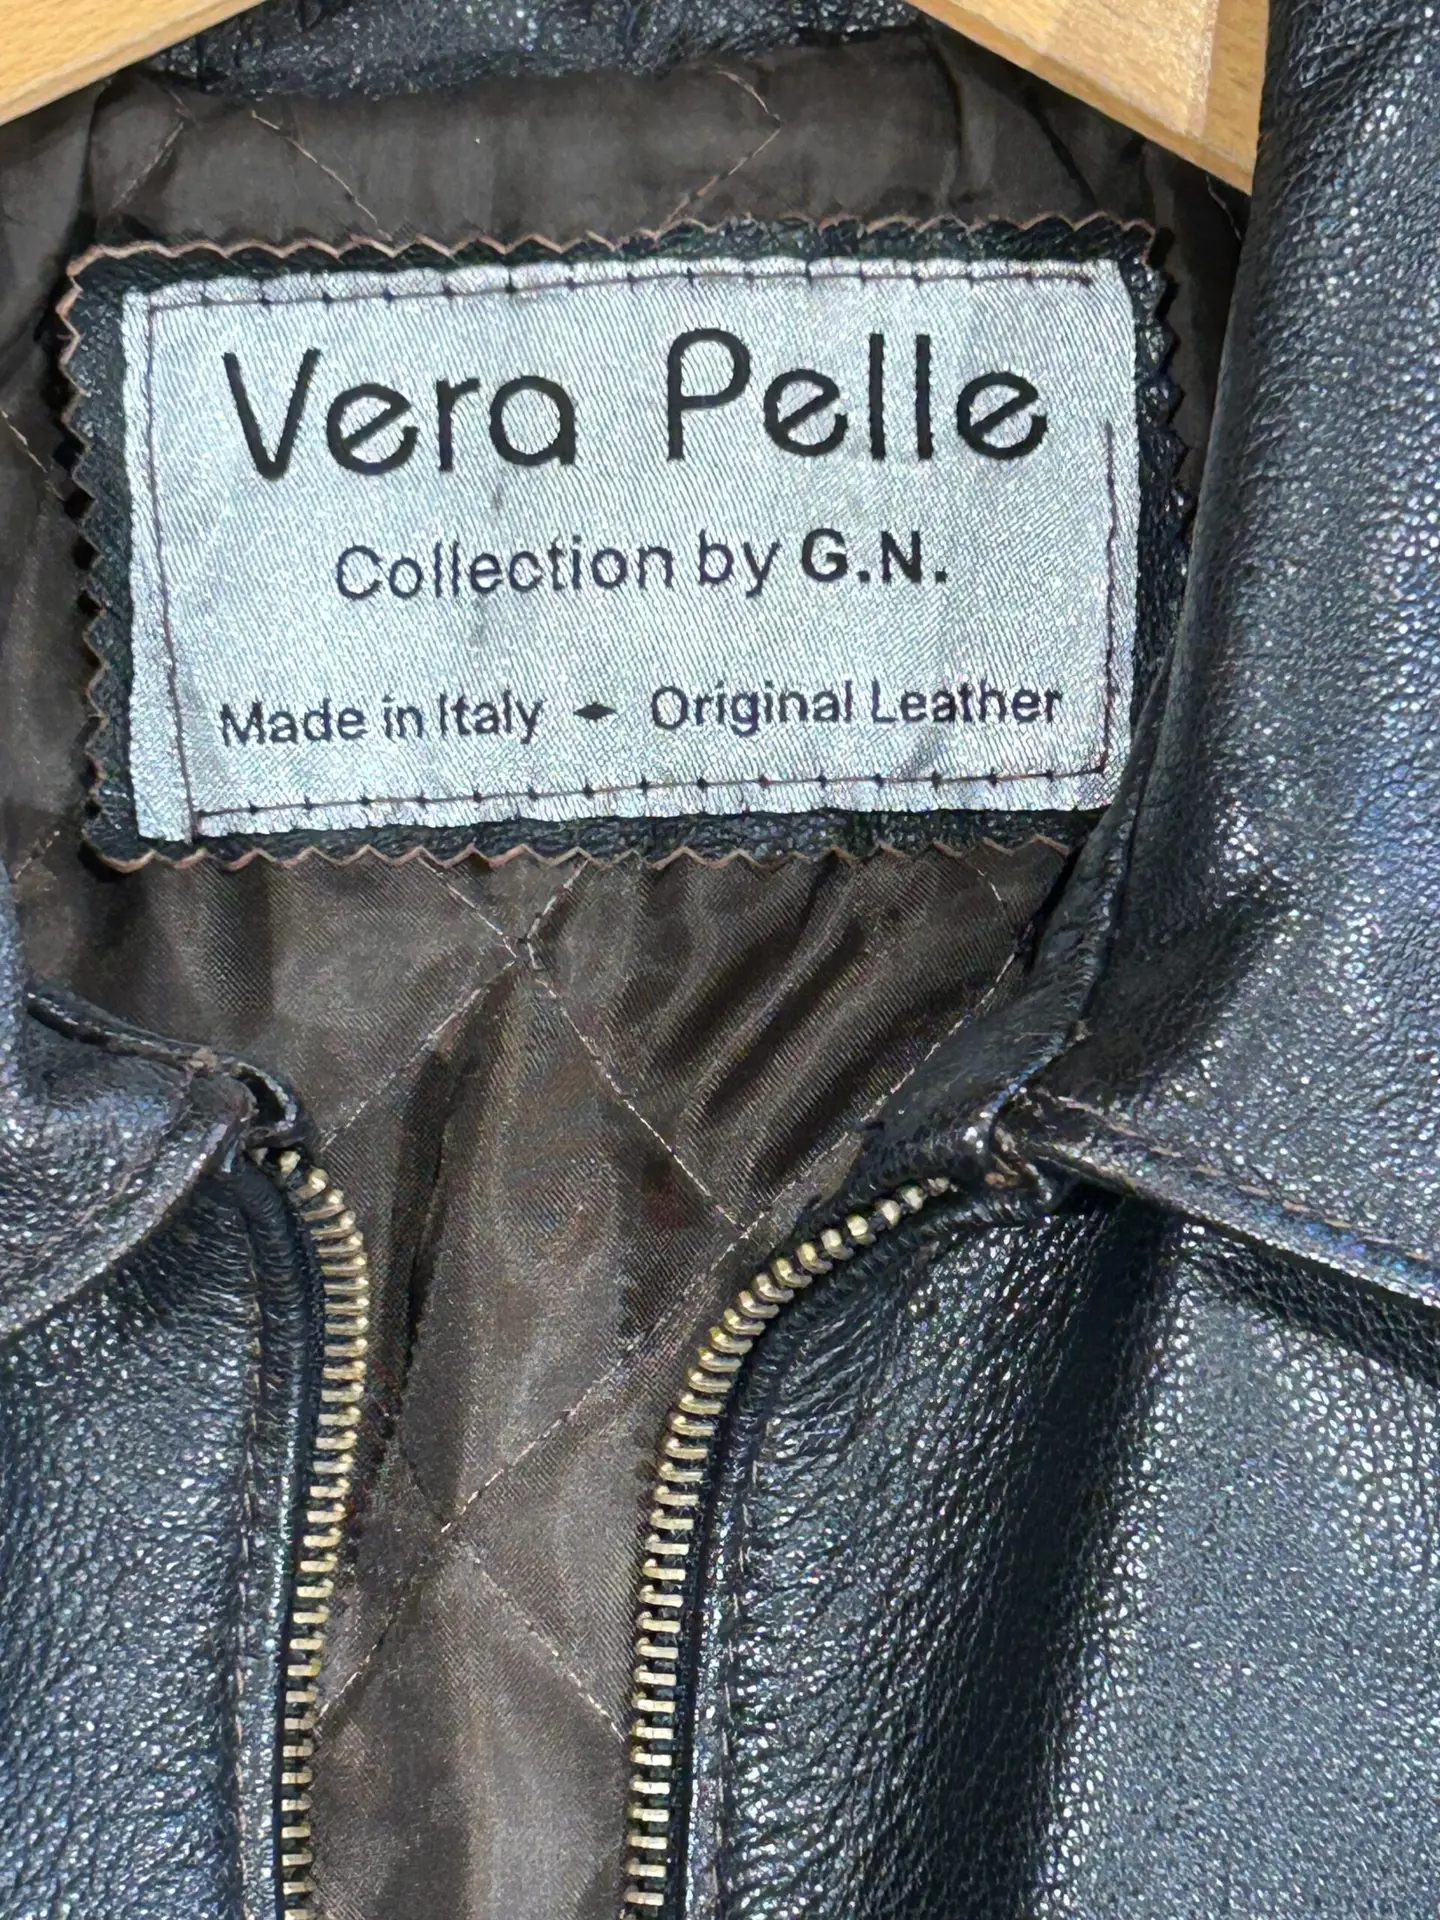 Vera Pelle
Collection by G.N.
Made in Italy ◆ Original Leather